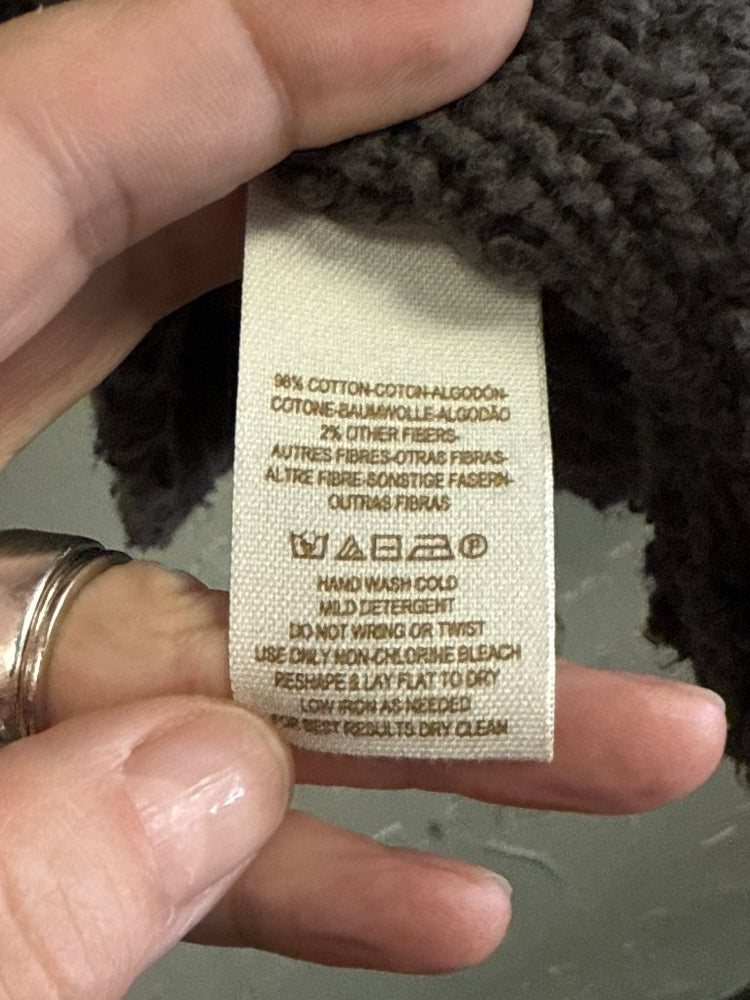 98% COTTON-COTON-ALGODÓN-
COTONE-BAUMWOLLE-ALGODÃO
2% OTHER FIBERS-
AUTRES FIBRES-OTRAS FIBRAS-
ALTRE FIBRE-SONSTIGE FASERN-
OUTRAS FIBRAS
P
HAND WASH COLD
MILD DETERGENT
DO NOT WRING OR TWIST
USE ONLY NON-CHLORINE BLEACH
RESHAPE & LAY FLAT TO DRY
LOW IRON AS NEEDED
FOR BEST RESULTS DRY CLEAN